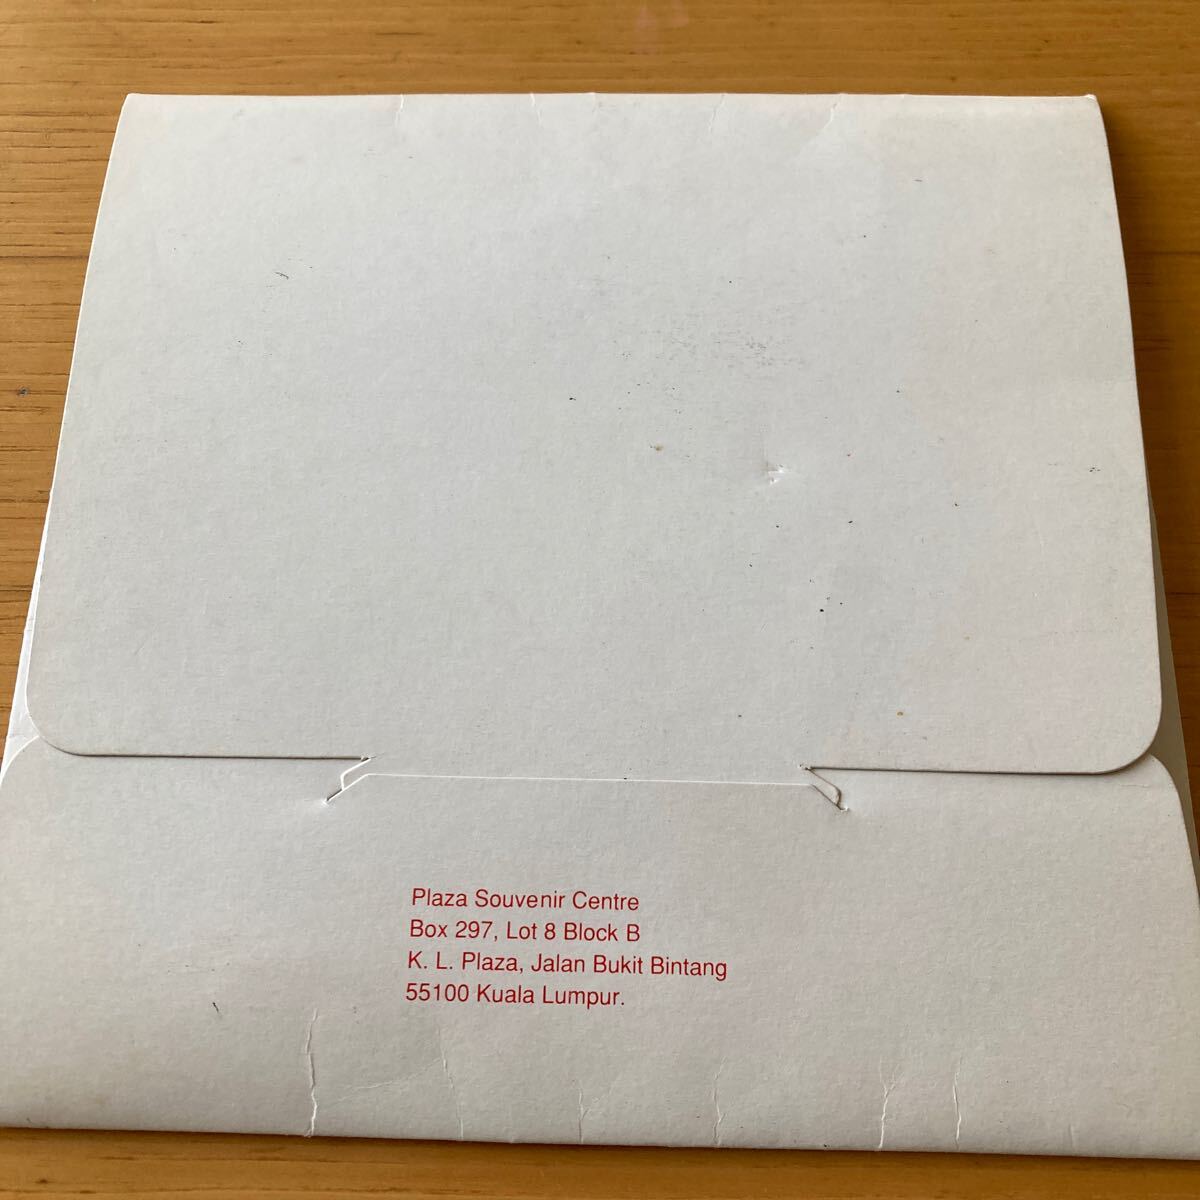 Plaza Souvenir Centre
Box 297, Lot 8 Block B
K. L. Plaza, Jalan Bukit Bintang
55100 Kuala Lumpur.